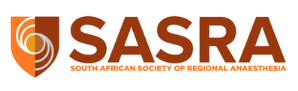 SASRA
SOUTH AFRICAN SOCIETY OF REGIONAL ANAESTHESIA